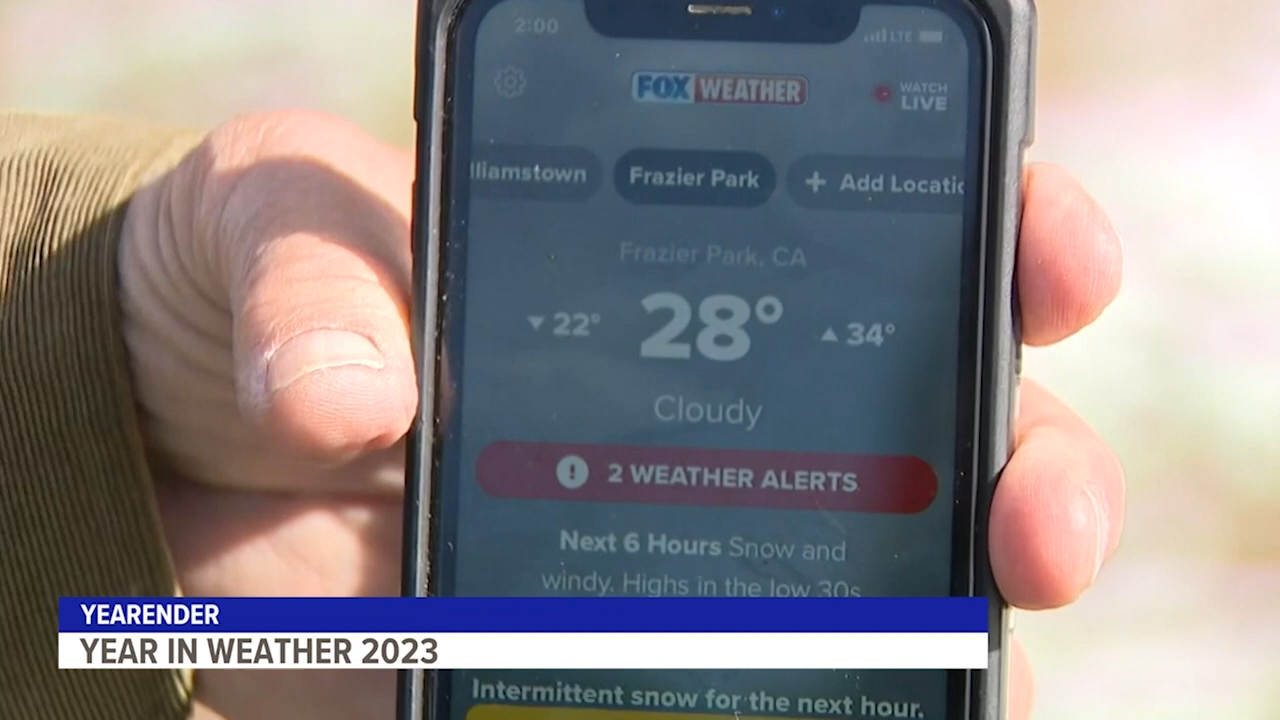 2:00
LTE
FOX WEATHER
WATCH
LIVE
lliamstown
Frazier Park
+ Add Locatio
Frazier Park, CA
▼ 22°
28°
▲ 34°
Cloudy
! 2 WEATHER ALERTS
Next 6 Hours Snow and
windy. Highs in the low 30s
YEARENDER
YEAR IN WEATHER 2023
Intermittent snow for the next hour.